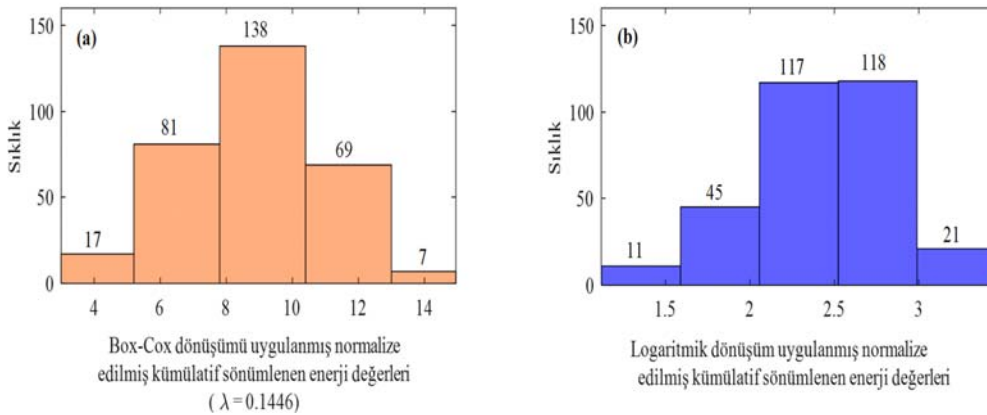 (a)
150
100
50
0
Sıklık
17
81
138
69
7
4 6 8 10 12 14
Box-Cox dönüşümü uygulanmış normalize
edilmiş kümülatif sönümlenen enerji değerleri
( λ = 0.1446)
(b)
150
100
50
0
Sıklık
11
45
117
118
21
1.5 2 2.5 3
Logaritmik dönüşüm uygulanmış normalize
edilmiş kümülatif sönümlenen enerji değerleri